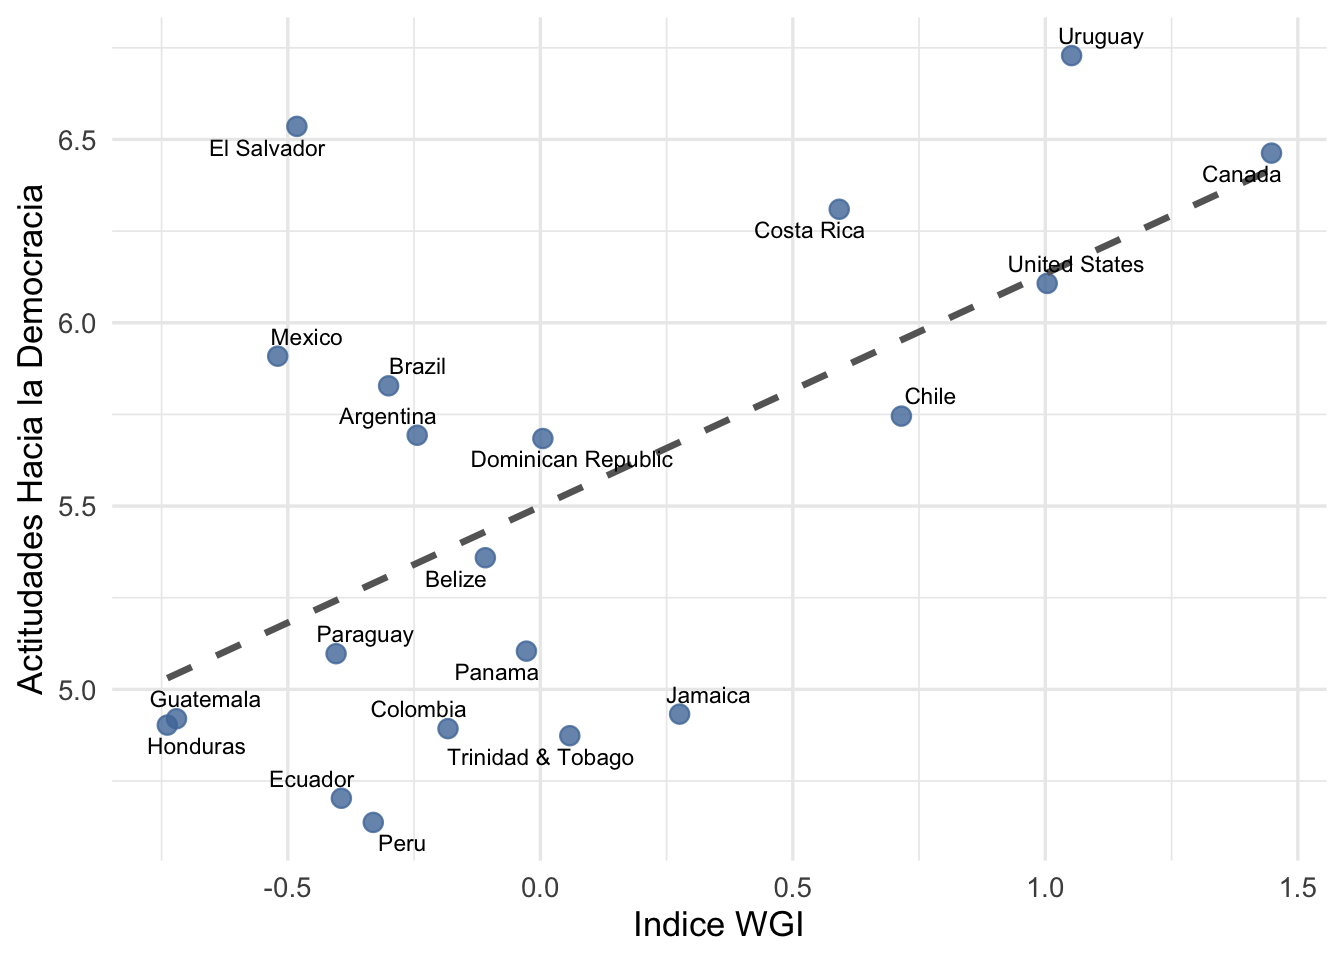 Uruguay
6.5
El Salvador
Canada
Costa Rica
United States
6.0
Mexico
Brazil
Chile
Argentina
Dominican Republic
5.5
Belize
Paraguay
Panama
5.0
Guatemala
Jamaica
Colombia
Honduras
Trinidad & Tobago
Ecuador
Peru
Actitudades Hacia la Democracia
-0.5
0.0
0.5
1.0
1.5
Indice WGI